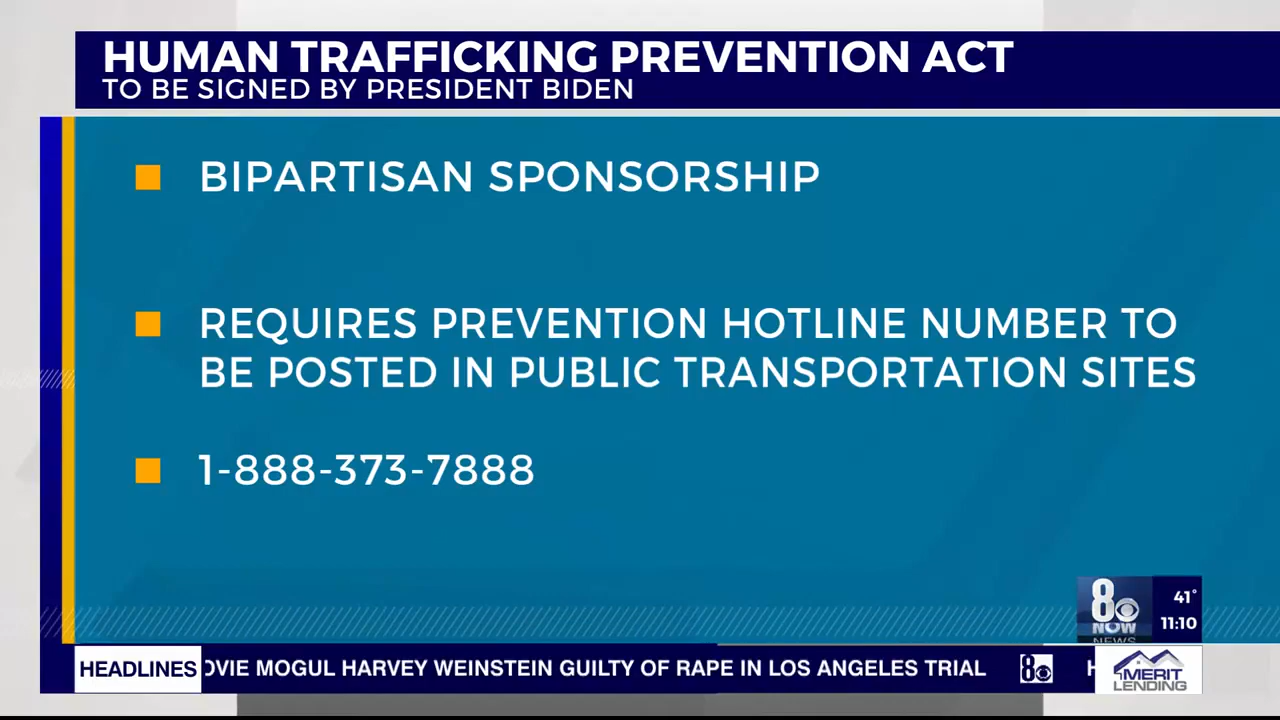 HUMAN TRAFFICKING PREVENTION ACT
TO BE SIGNED BY PRESIDENT BIDEN
BIPARTISAN SPONSORSHIP
REQUIRES PREVENTION HOTLINE NUMBER TO
BE POSTED IN PUBLIC TRANSPORTATION SITES
1-888-373-7888
8
NOW
NEWS
41°
11:10
HEADLINES
OVIE MOGUL HARVEY WEINSTEIN GUILTY OF RAPE IN LOS ANGELES TRIAL
8
H
MERIT
LENDING